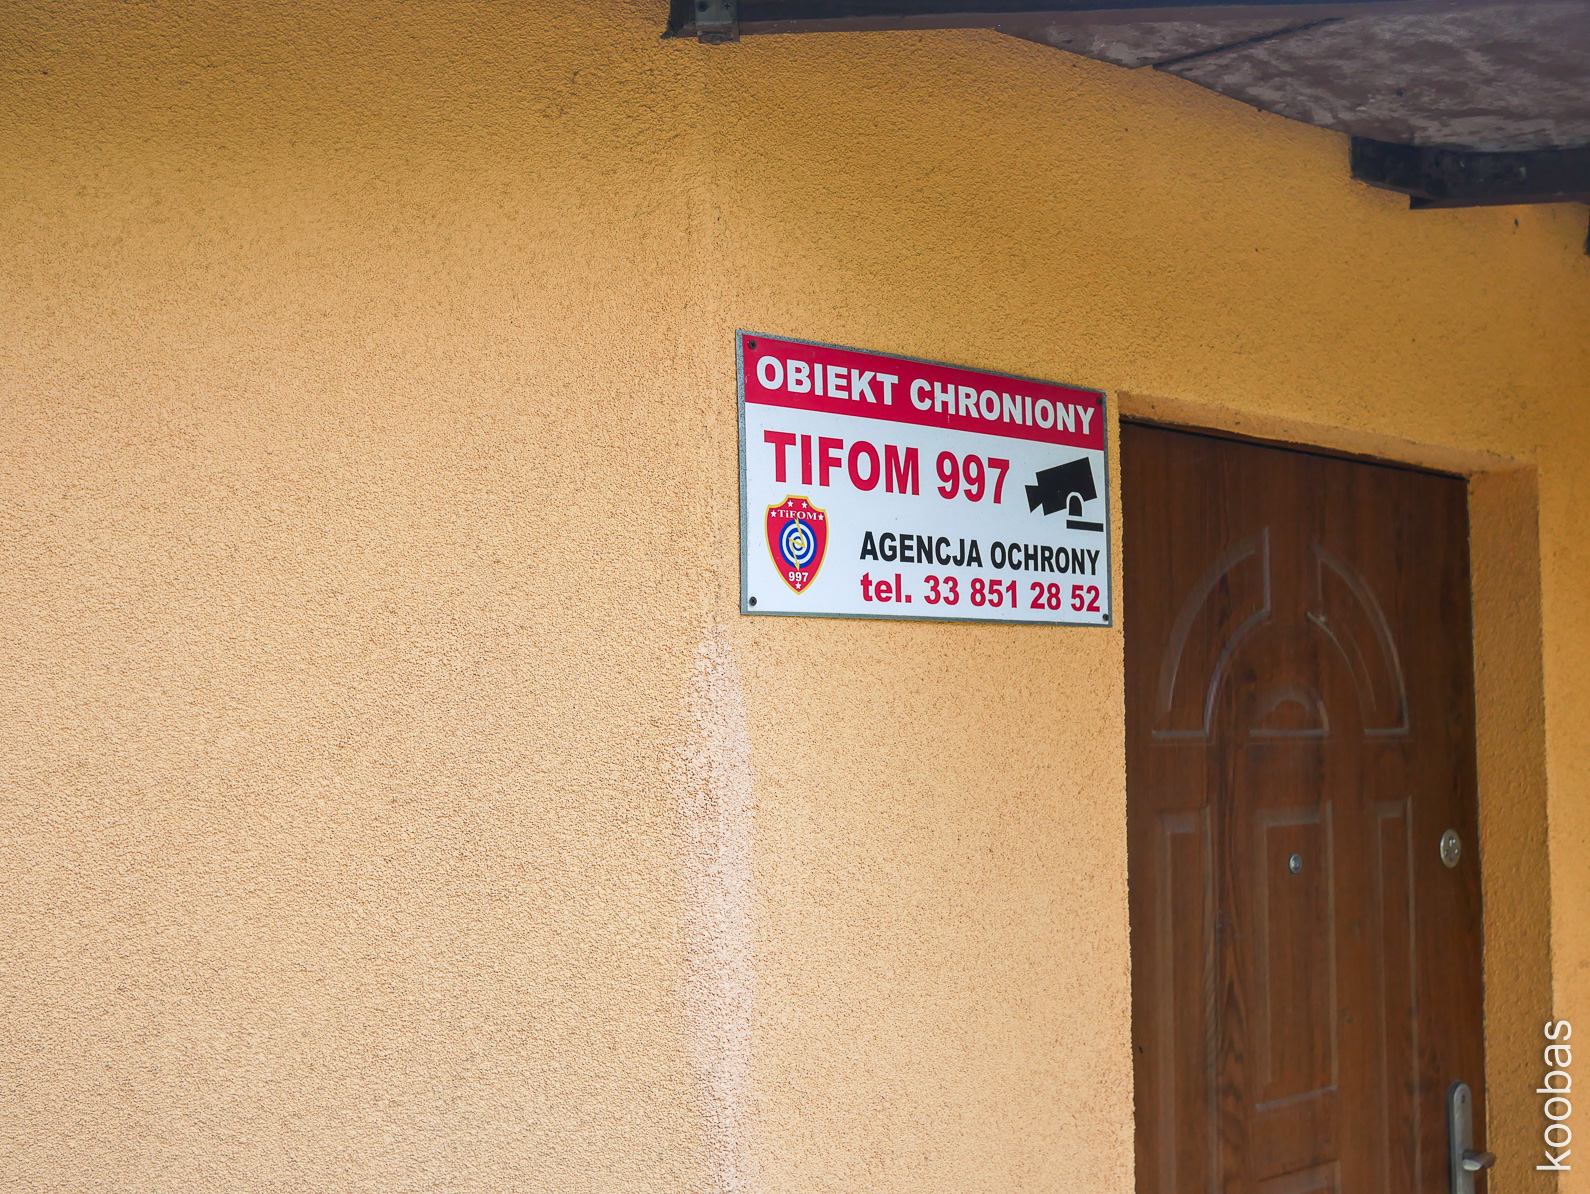 OBIEKT CHRONIONY
TIFOM 997
TiFOM
997
AGENCJA OCHRONY
tel. 33 851 28 52
koobas